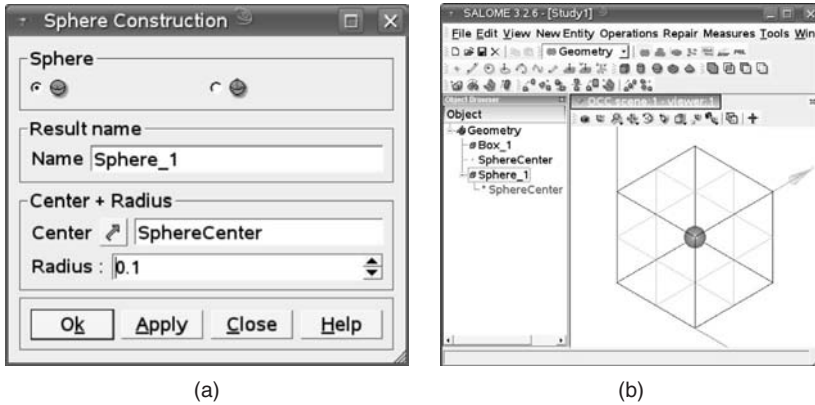 Sphere Construction
Sphere
Result name
Name Sphere_1
Center + Radius
Center SphereCenter
Radius : 0.1
Ok Apply Close Help
(a)
SALOME 3.2.6 - [Study1]
File Edit View New Entity Operations Repair Measures Tools Win
Geometry
Object Browser
OCC scene:1 - viewer:1
Object
Geometry
Box_1
SphereCenter
Sphere_1
* SphereCenter
(b)